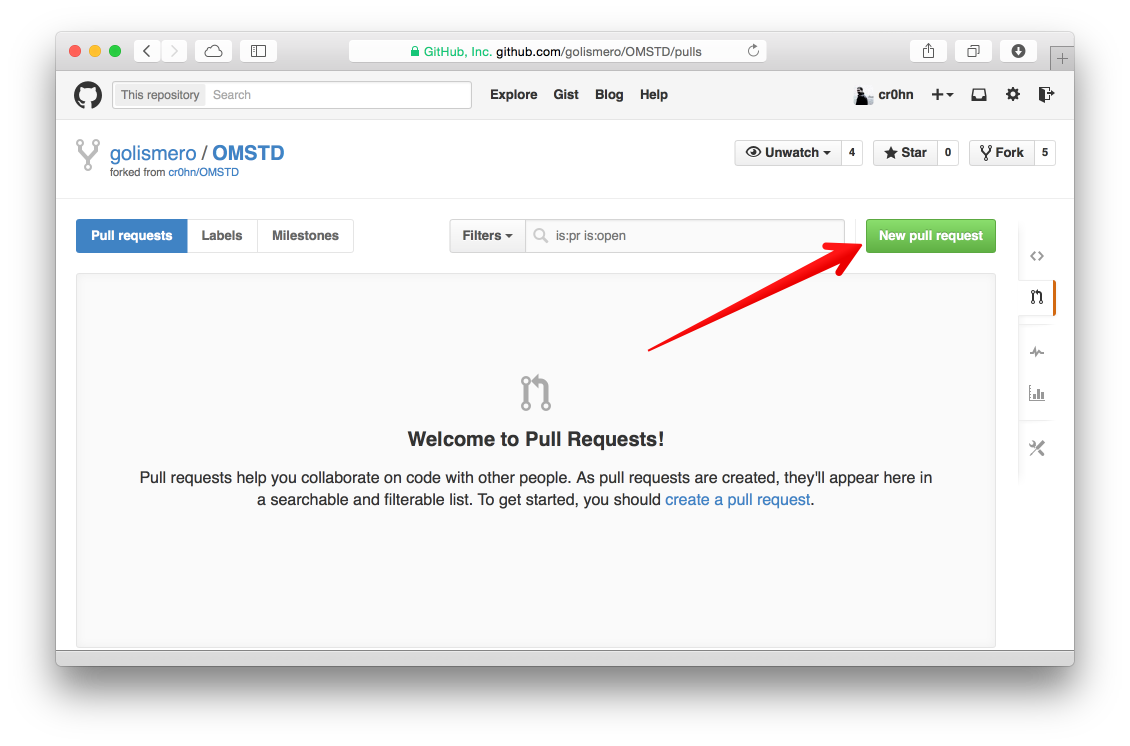 GitHub, Inc. github.com/golismero/OMSTD/pulls
This repository Search Explore Gist Blog Help cr0hn
golismero / OMSTD Unwatch 4 Star 0 Fork 5
forked from cr0hn/OMSTD
Pull requests Labels Milestones Filters is:pr is:open New pull request
Welcome to Pull Requests!
Pull requests help you collaborate on code with other people. As pull requests are created, they'll appear here in
a searchable and filterable list. To get started, you should create a pull request.